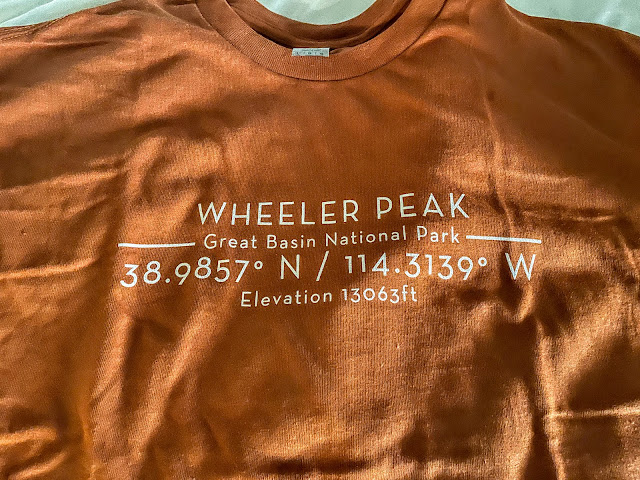 WHEELER PEAK
Great Basin National Park
38.9857° N / 114.3139° W
Elevation 13063ft